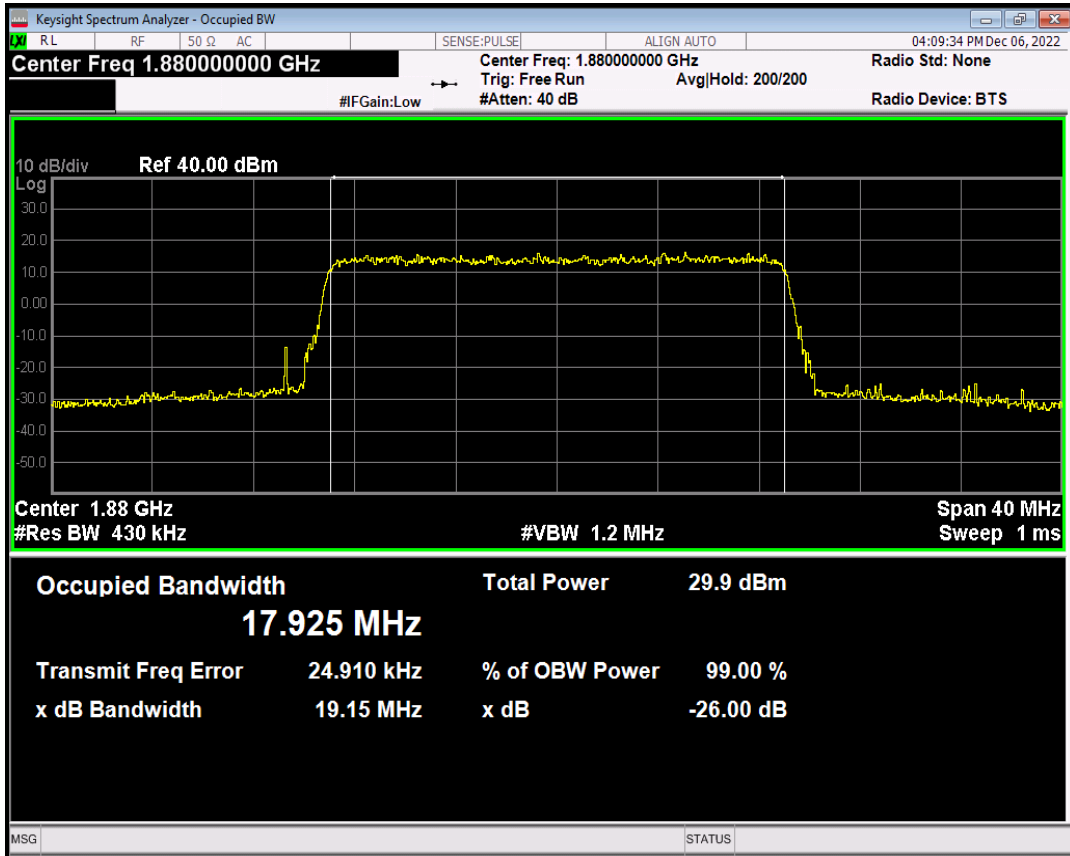 Keysight Spectrum Analyzer - Occupied BW
LXI RL RF 50 Ω AC SENSE:PULSE ALIGN AUTO 04:09:34 PM Dec 06, 2022
Center Freq 1.880000000 GHz Center Freq: 1.880000000 GHz Radio Std: None
Trig: Free Run Avg|Hold: 200/200
#IFGain:Low #Atten: 40 dB Radio Device: BTS
10 dB/div Ref 40.00 dBm
Log
30.0
20.0
10.0
0.00
-10.0
-20.0
-30.0
-40.0
-50.0
Center 1.88 GHz Span 40 MHz
#Res BW 430 kHz #VBW 1.2 MHz Sweep 1 ms
Occupied Bandwidth Total Power 29.9 dBm
17.925 MHz
Transmit Freq Error 24.910 kHz % of OBW Power 99.00 %
x dB Bandwidth 19.15 MHz x dB -26.00 dB
MSG STATUS